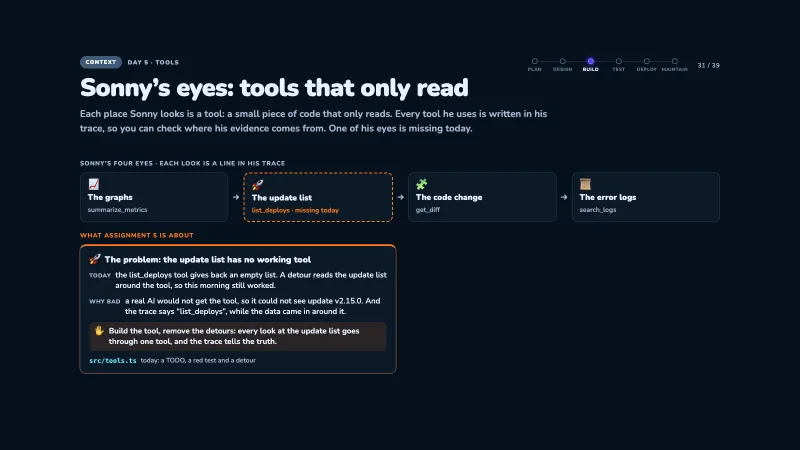 CONTEXT
DAY 5 · TOOLS
PLAN
DESIGN
BUILD
TEST
DEPLOY
MAINTAIN
31 / 39
Sonny's eyes: tools that only read
Each place Sonny looks is a tool: a small piece of code that only reads. Every tool he uses is written in his
trace, so you can check where his evidence comes from. One of his eyes is missing today.
SONNY'S FOUR EYES · EACH LOOK IS A LINE IN HIS TRACE
The graphs
summarize_metrics
The update list
list_deploys · missing today
The code change
get_diff
The error logs
search_logs
WHAT ASSIGNMENT 5 IS ABOUT
The problem: the update list has no working tool
TODAY the list_deploys tool gives back an empty list. A detour reads the update list
around the tool, so this morning still worked.
WHY BAD a real AI would not get the tool, so it could not see update v2.15.0. And
the trace says "list_deploys", while the data came in around it.
Build the tool, remove the detours: every look at the update list goes
through one tool, and the trace tells the truth.
src/tools.ts today: a TODO, a red test and a detour